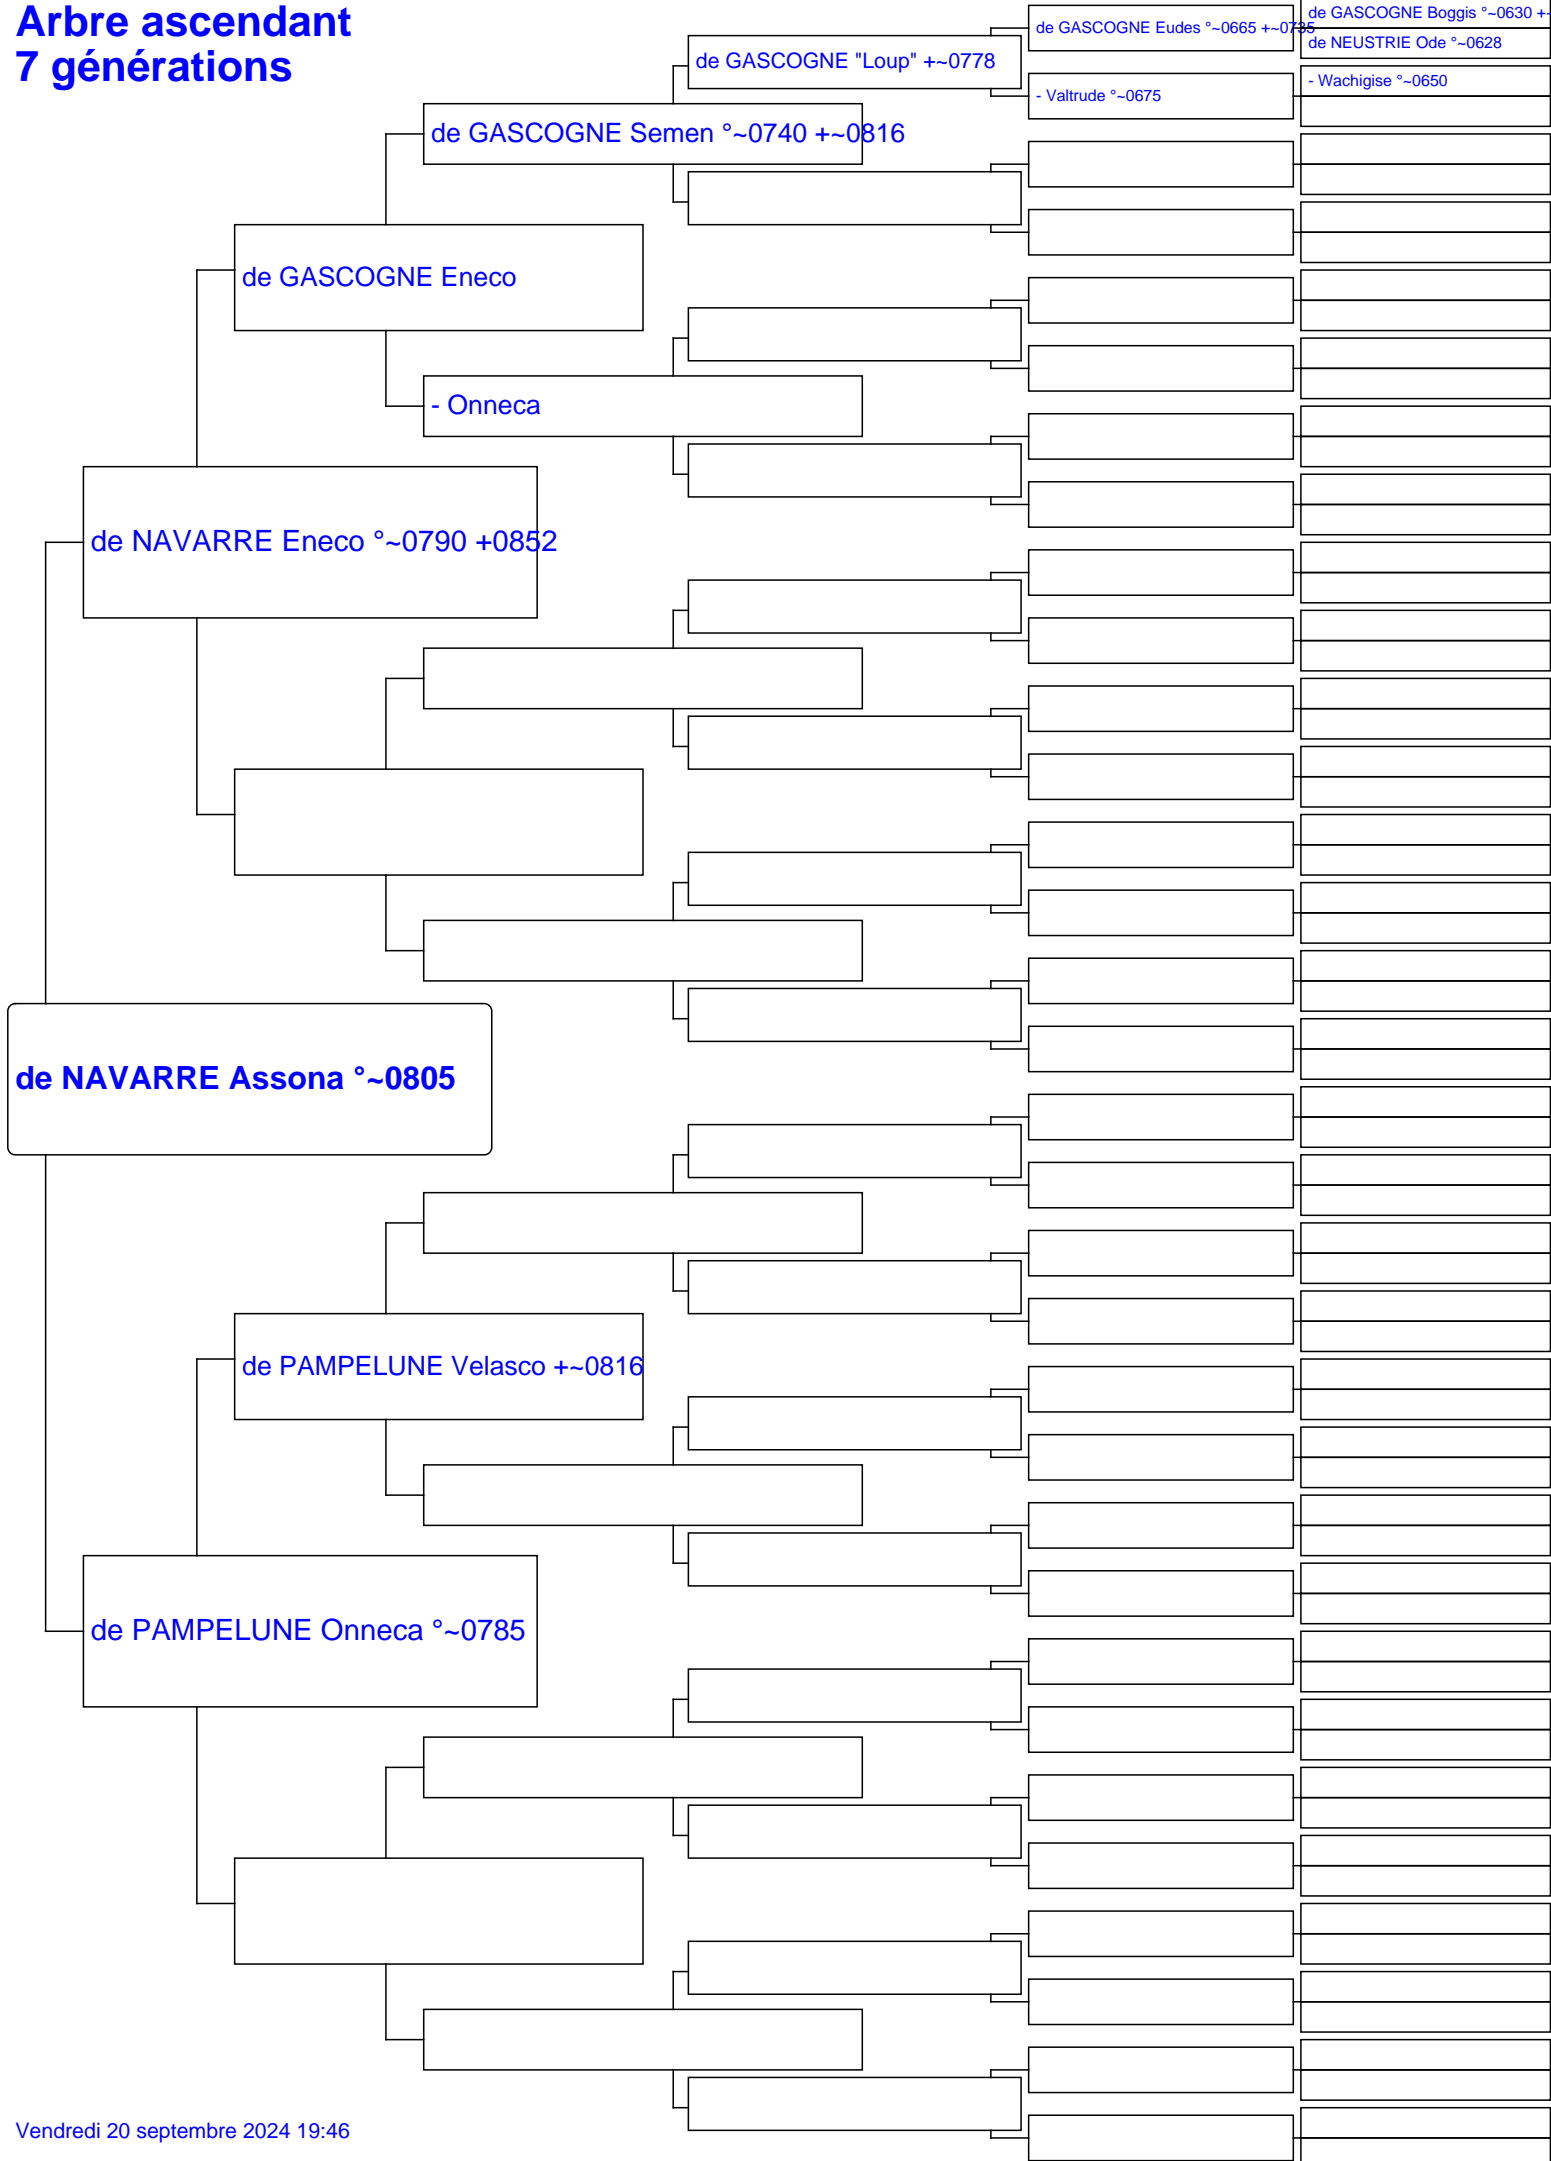 Arbre ascendant
7 générations
de GASCOGNE Boggis °~0630 +~
de GASCOGNE Eudes °~0665 +~0735
de NEUSTRIE Ode °~0628
de GASCOGNE "Loup" +~0778
- Wachigise °~0650
- Valtrude °~0675
de GASCOGNE Semen °~0740 +~0816
de GASCOGNE Eneco
- Onneca
de NAVARRE Eneco °~0790 +0852
de NAVARRE Assona °~0805
de PAMPELUNE Velasco +~0816
de PAMPELUNE Onneca °~0785
Vendredi 20 septembre 2024 19:46